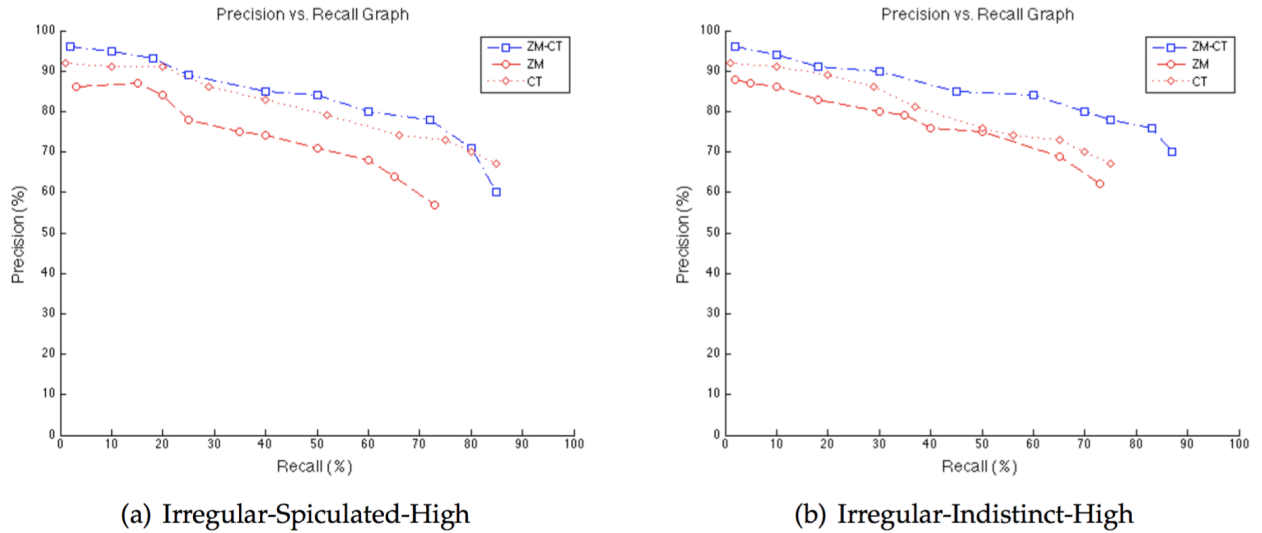 Precision vs. Recall Graph
100
90
80
70
60
50
40
30
20
10
0
Precision (%)
0 10 20 30 40 50 60 70 80 90 100
Recall (%)
ZM-CT
ZM
CT
(a) Irregular-Spiculated-High
Precision vs. Recall Graph
100
90
80
70
60
50
40
30
20
10
0
Precision (%)
0 10 20 30 40 50 60 70 80 90 100
Recall (%)
ZM-CT
ZM
CT
(b) Irregular-Indistinct-High